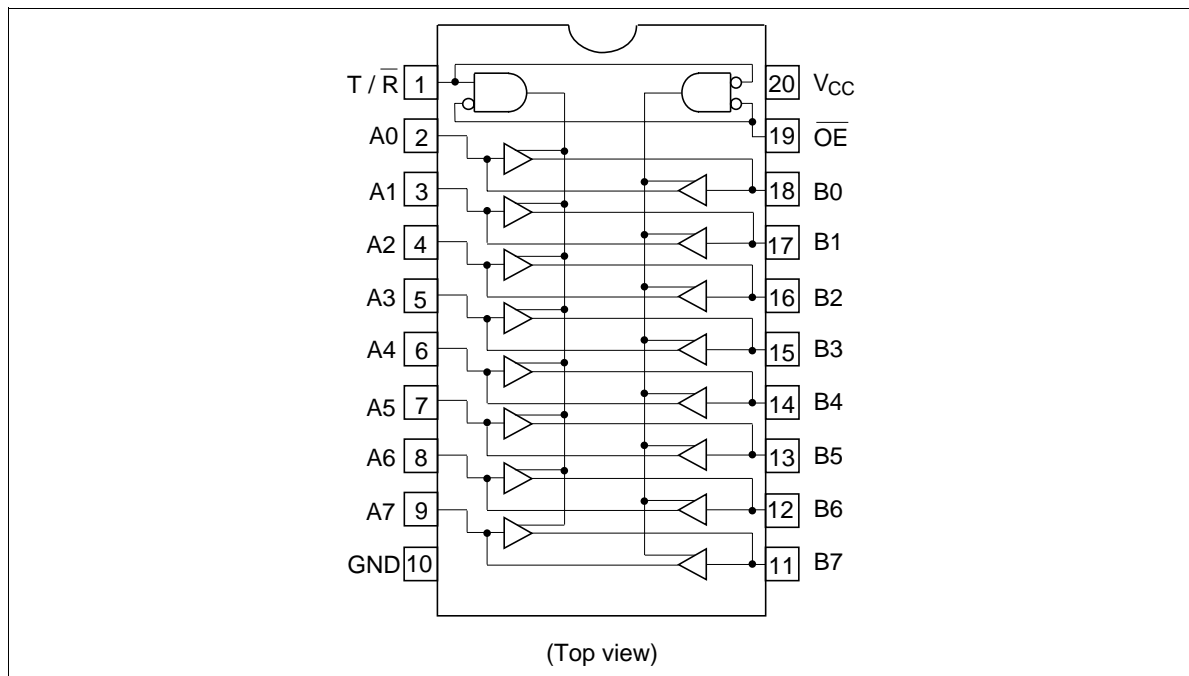 T / R̅ 1 20 VCC
A0 2 19 O̅E̅
A1 3 18 B0
A2 4 17 B1
A3 5 16 B2
A4 6 15 B3
A5 7 14 B4
A6 8 13 B5
A7 9 12 B6
GND 10 11 B7
(Top view)